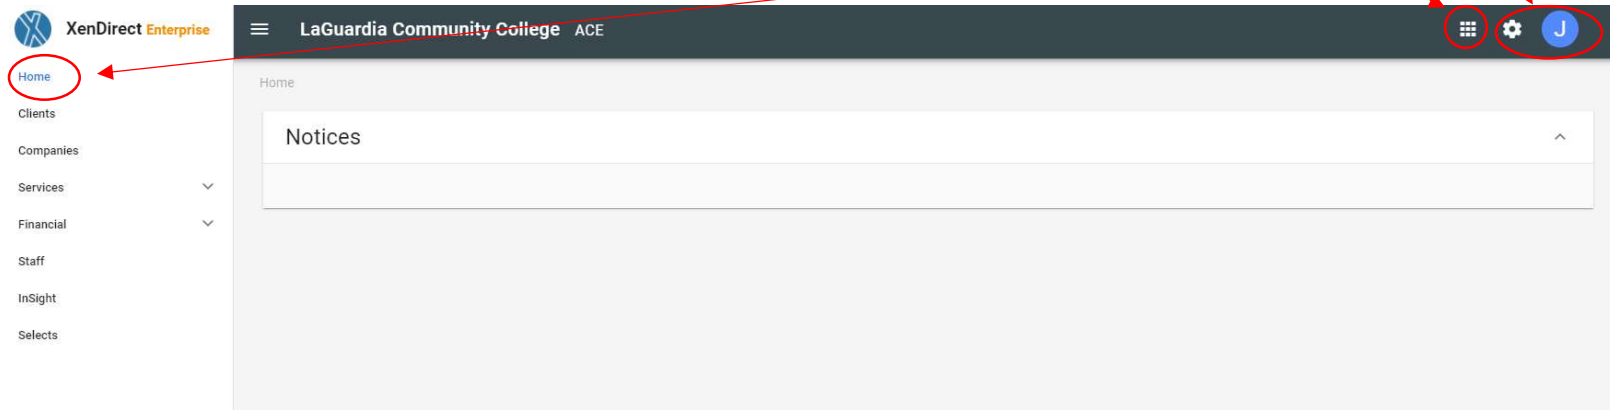 XenDirect Enterprise
LaGuardia Community College ACE
J
Home
Clients
Companies
Services
Financial
Staff
InSight
Selects
Home
Notices